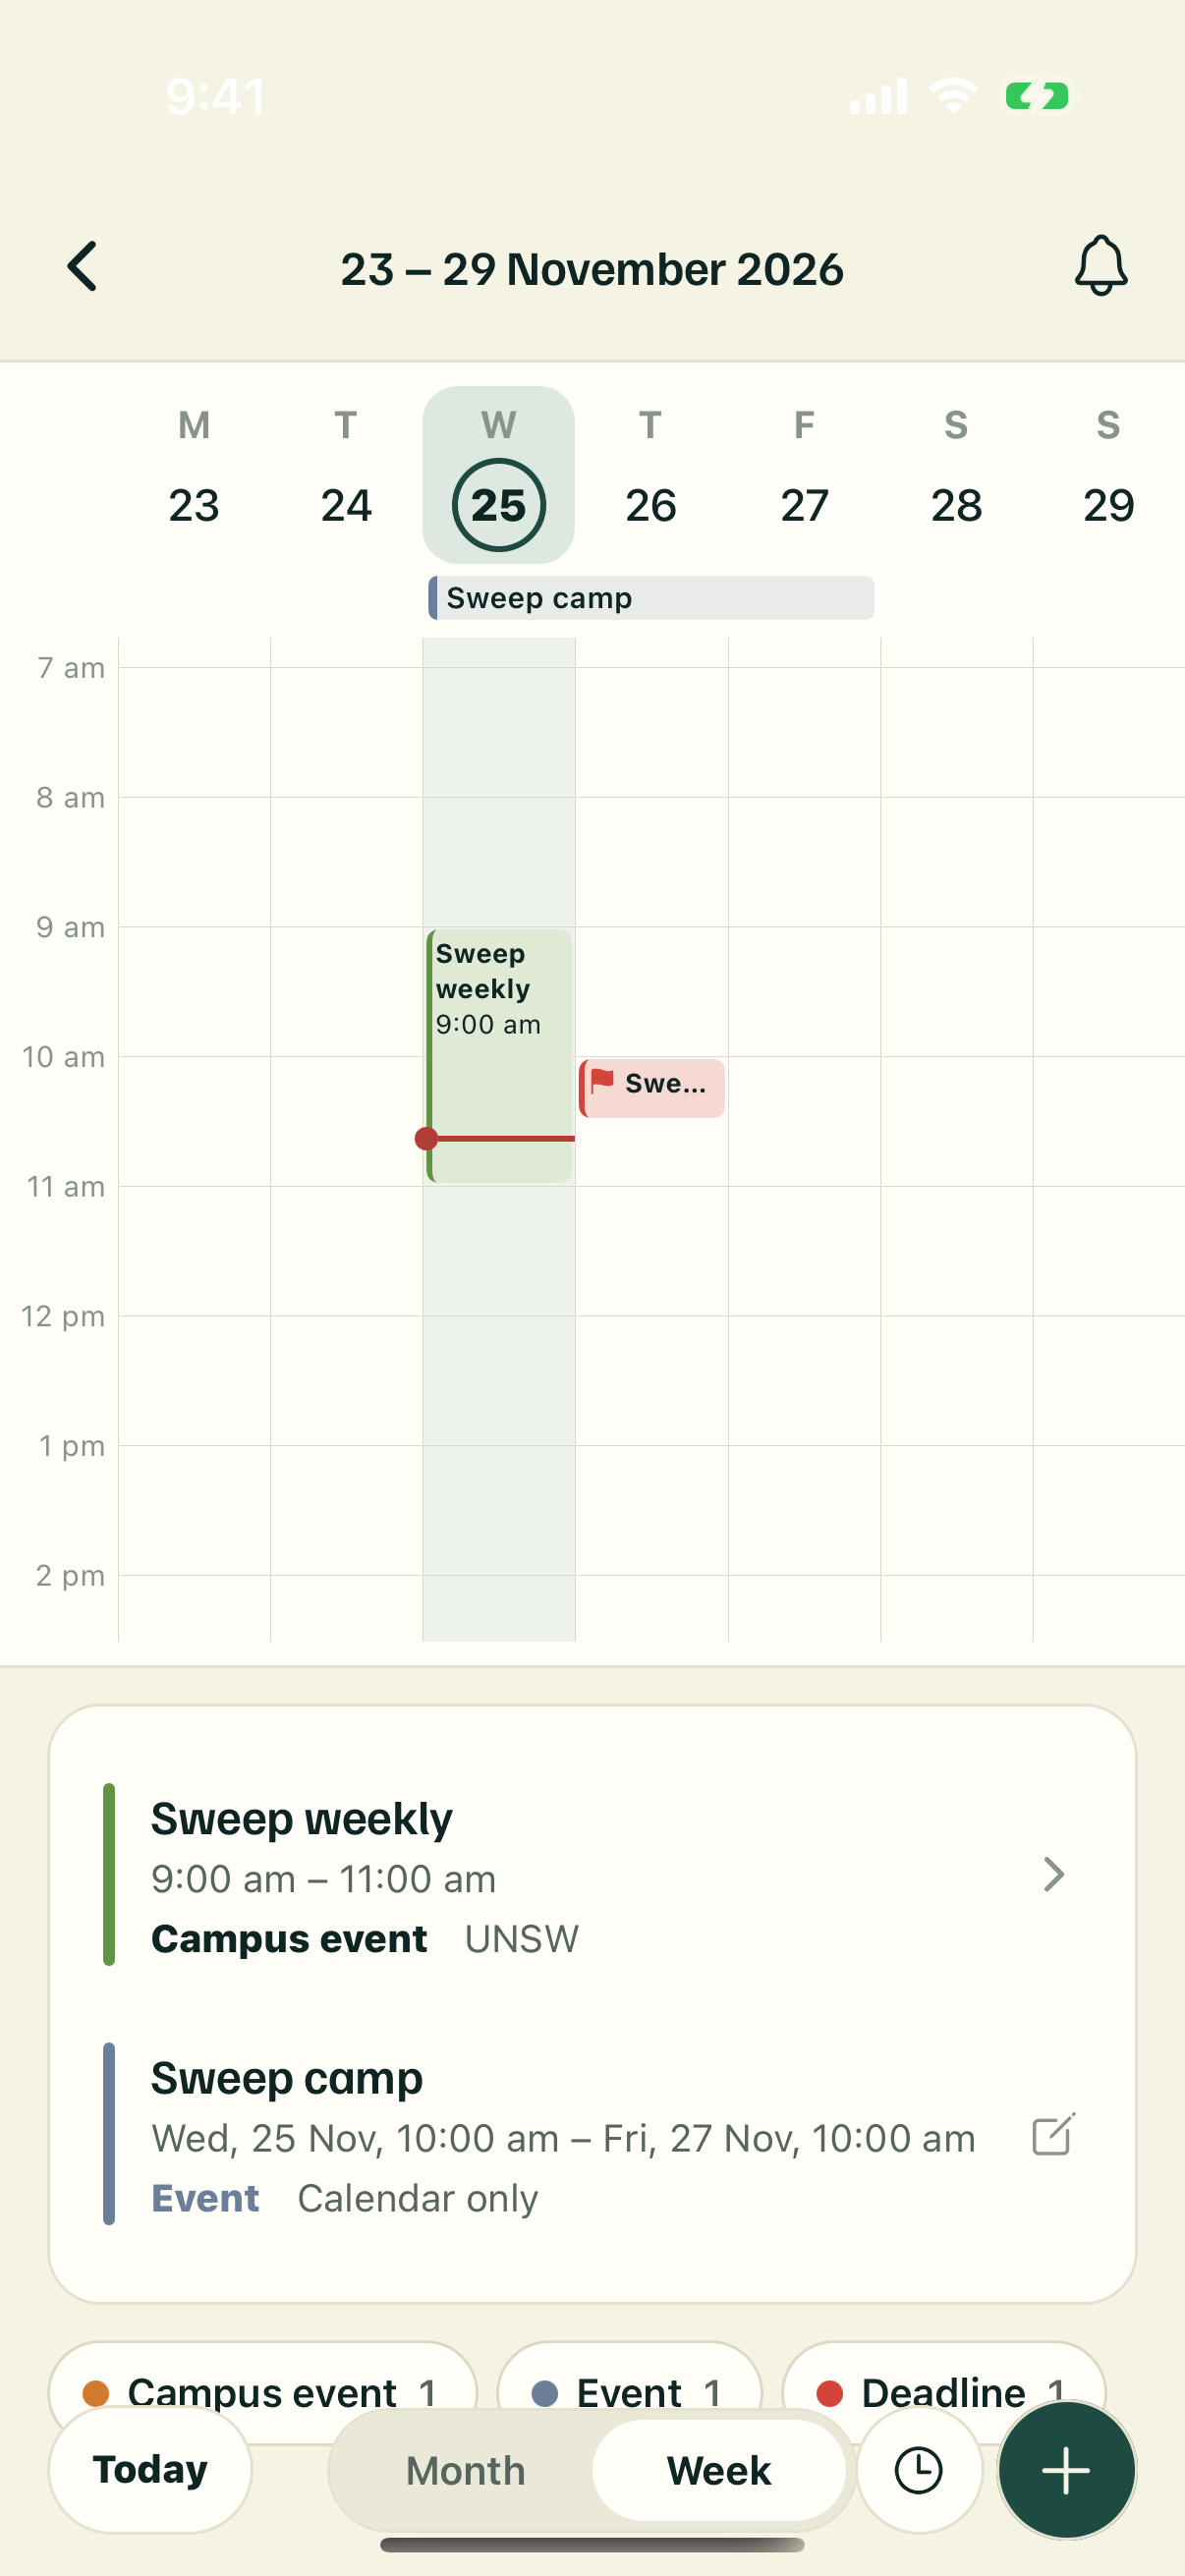 9:41
23 – 29 November 2026
M T W T F S S
23 24 25 26 27 28 29
Sweep camp
7 am
8 am
9 am
Sweep
weekly
9:00 am
10 am
Swe...
11 am
12 pm
1 pm
2 pm
Sweep weekly
9:00 am – 11:00 am
Campus event UNSW
Sweep camp
Wed, 25 Nov, 10:00 am – Fri, 27 Nov, 10:00 am
Event Calendar only
Campus event 1 Event 1 Deadline 1
Today Month Week